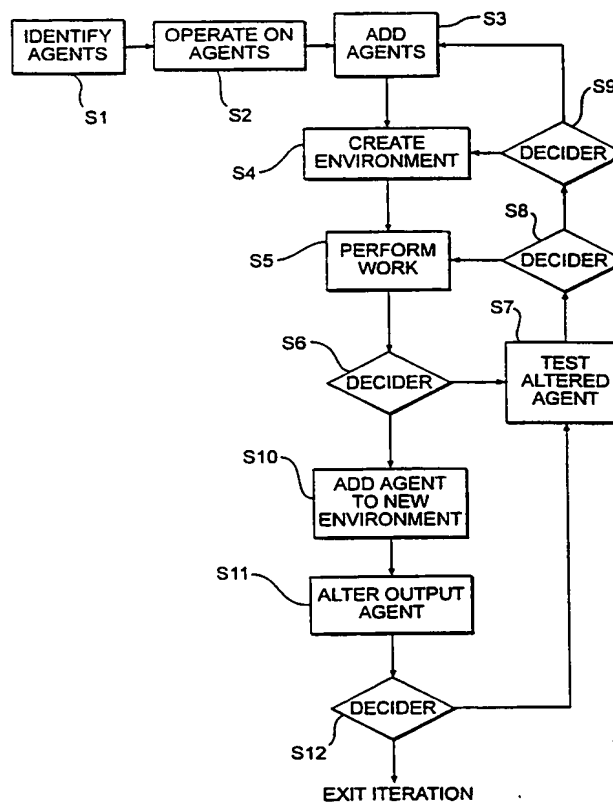 IDENTIFY
AGENTS
S1
OPERATE ON
AGENTS
S2
ADD
AGENTS
S3
CREATE
ENVIRONMENT
S4
DECIDER
S9
PERFORM
WORK
S5
DECIDER
S8
DECIDER
S6
TEST
ALTERED
AGENT
S7
ADD AGENT
TO NEW
ENVIRONMENT
S10
ALTER OUTPUT
AGENT
S11
DECIDER
S12
EXIT ITERATION